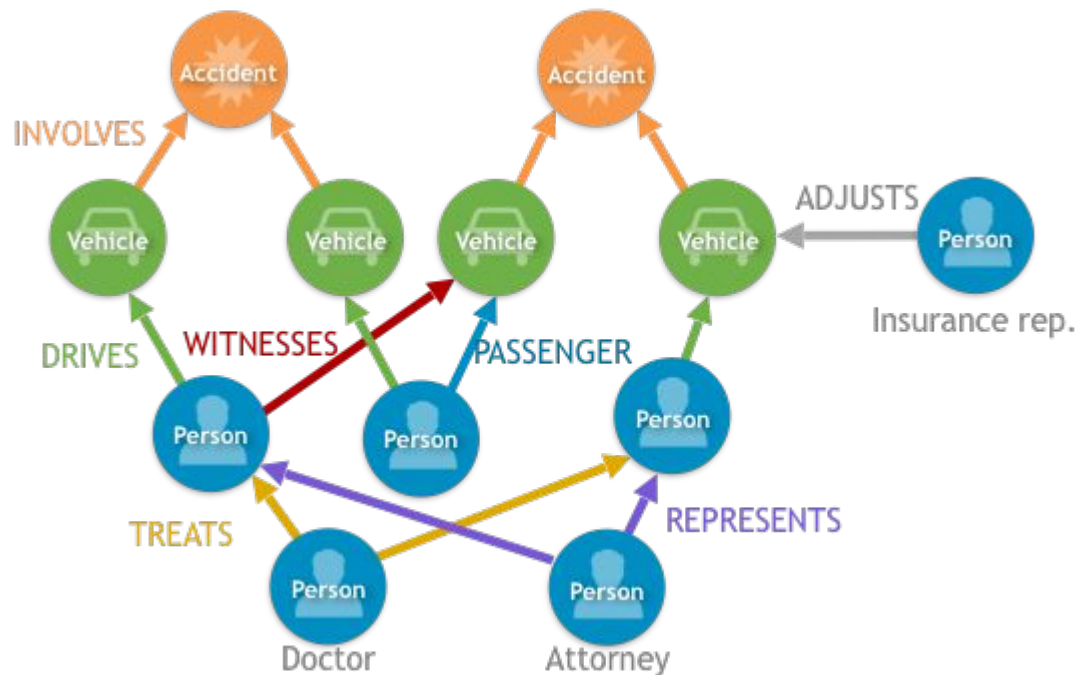 Accident
Accident
INVOLVES
Vehicle
Vehicle
Vehicle
Vehicle
ADJUSTS
Person
Insurance rep.
DRIVES
WITNESSES
PASSENGER
Person
Person
Person
TREATS
REPRESENTS
Person
Person
Doctor
Attorney